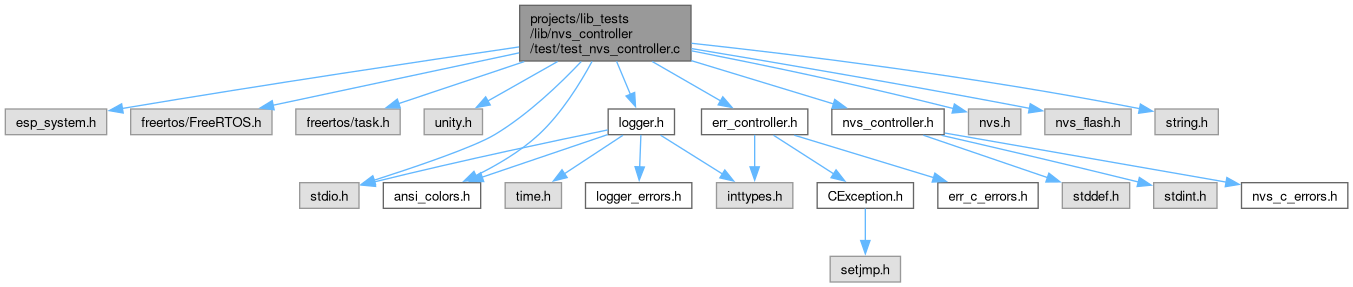 projects/lib_tests
/lib/nvs_controller
/test/test_nvs_controller.c
esp_system.h
freertos/FreeRTOS.h
freertos/task.h
unity.h
logger.h
err_controller.h
nvs_controller.h
nvs.h
nvs_flash.h
string.h
stdio.h
ansi_colors.h
time.h
logger_errors.h
inttypes.h
CException.h
err_c_errors.h
stddef.h
stdint.h
nvs_c_errors.h
setjmp.h